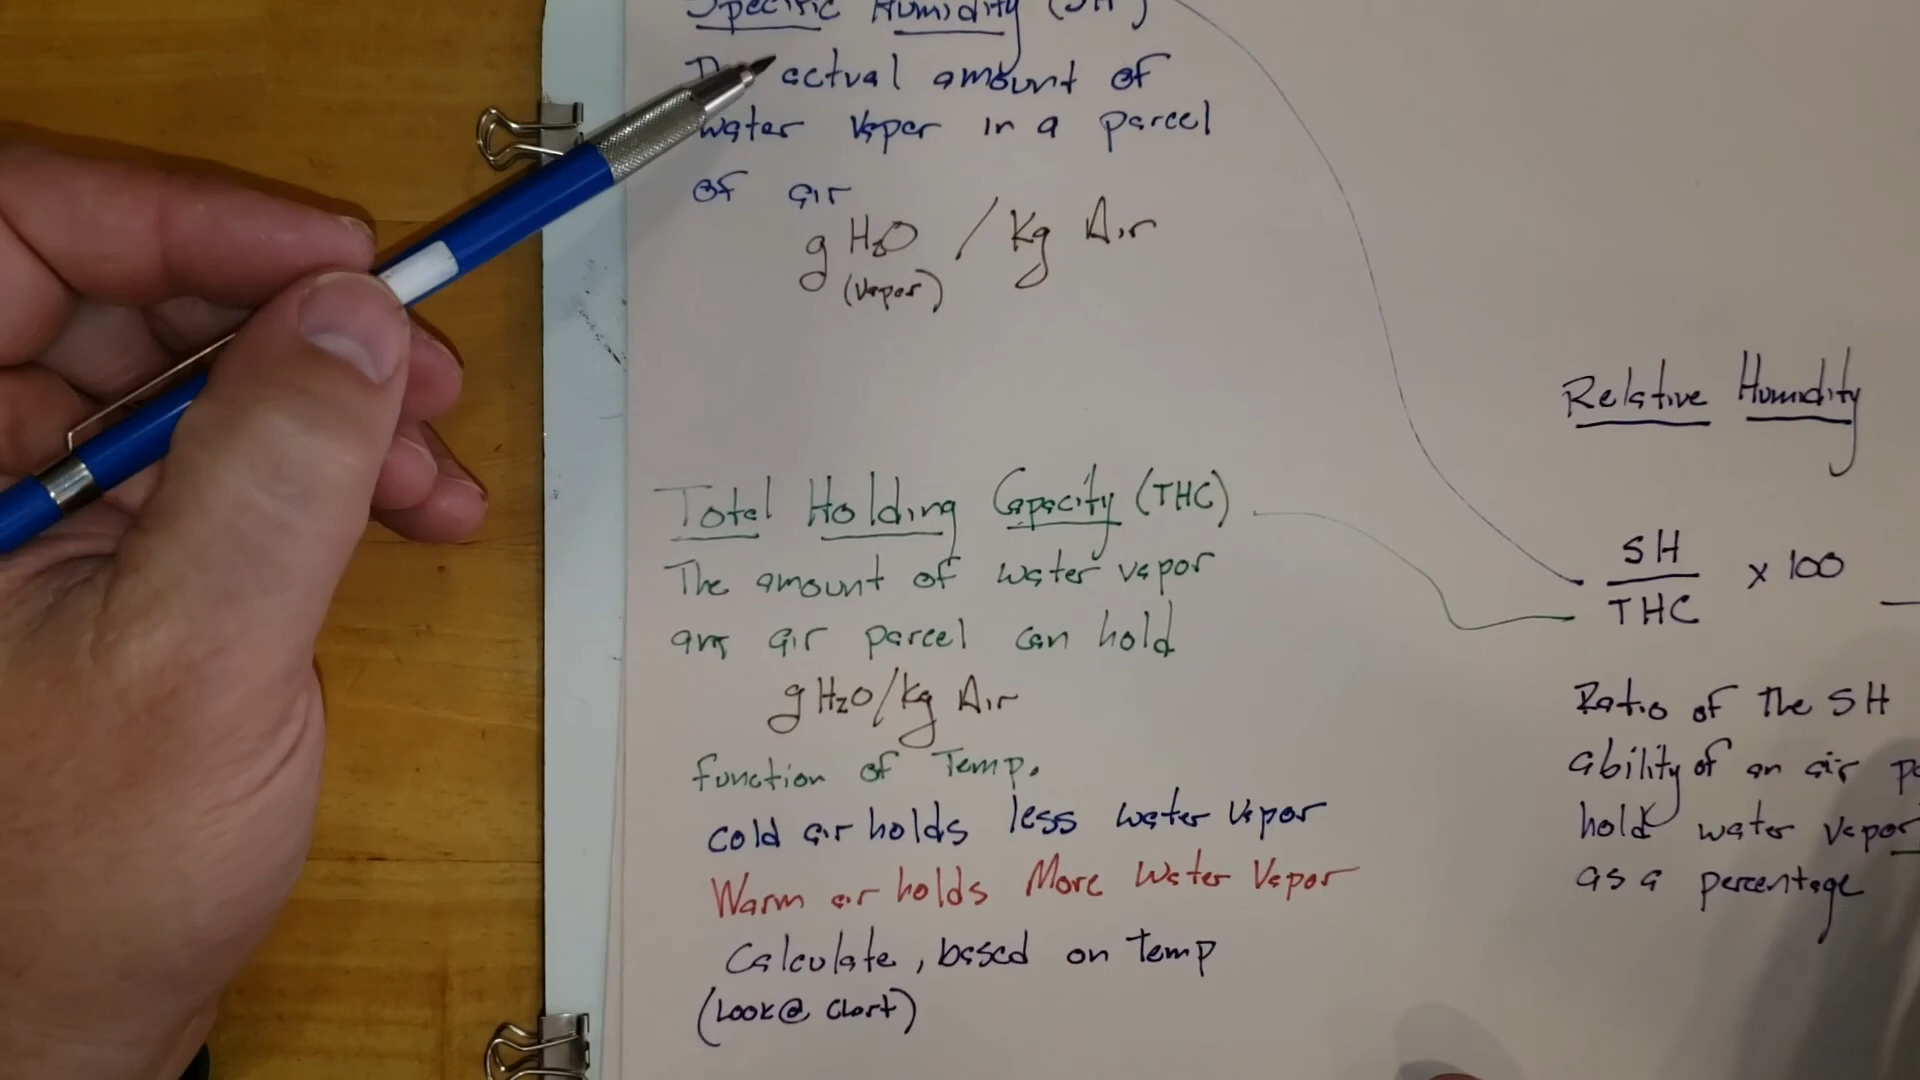 Specific Humidity (SH)
The actual amount of
water vapor in a parcel
of air
g H2O / Kg Air
(vapor)
Total Holding Capacity (THC)
The amount of water vapor
any air parcel can hold
g H2O/Kg Air
function of Temp.
cold air holds less water vapor
Warm air holds More Water Vapor
Calculate, based on temp
(Look @ Chart)
Relative Humidity
SH
THC
x 100
Ratio of The SH
ability of an air
hold water vapor
as a percentage